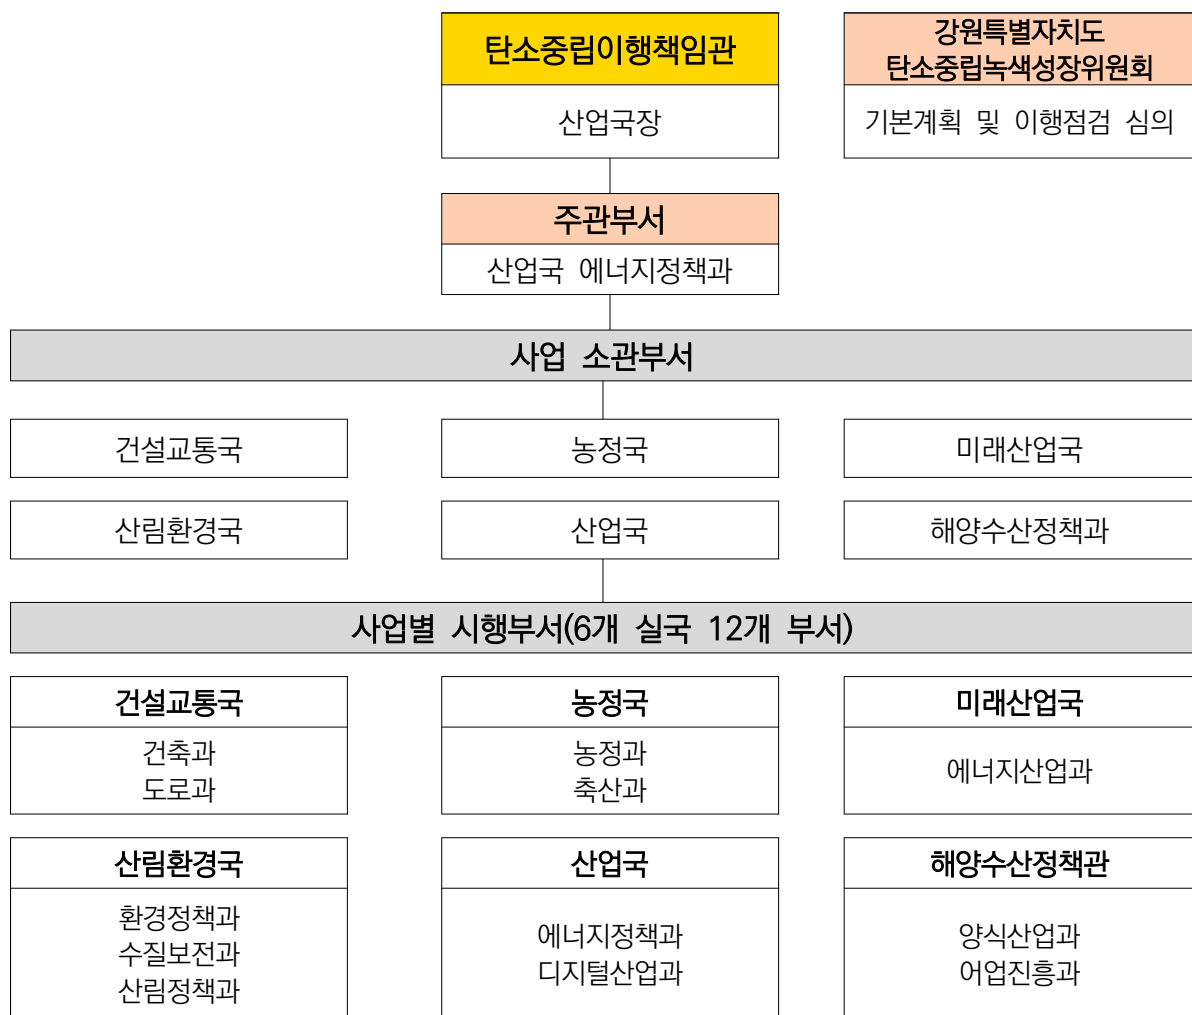 탄소중립이행책임관
산업국장
강원특별자치도
탄소중립녹색성장위원회
기본계획 및 이행점검 심의
주관부서
산업국 에너지정책과
사업 소관부서
건설교통국
농정국
미래산업국
산림환경국
산업국
해양수산정책과
사업별 시행부서(6개 실국 12개 부서)
건설교통국
건축과
도로과
농정국
농정과
축산과
미래산업국
에너지산업과
산림환경국
환경정책과
수질보전과
산림정책과
산업국
에너지정책과
디지털산업과
해양수산정책관
양식산업과
어업진흥과